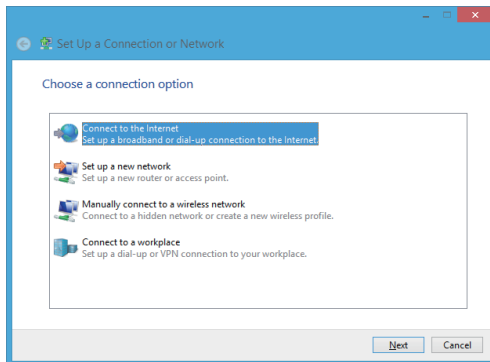 Set Up a Connection or Network
Choose a connection option
Connect to the Internet
Set up a broadband or dial-up connection to the Internet.
Set up a new network
Set up a new router or access point.
Manually connect to a wireless network
Connect to a hidden network or create a new wireless profile.
Connect to a workplace
Set up a dial-up or VPN connection to your workplace.
Next Cancel